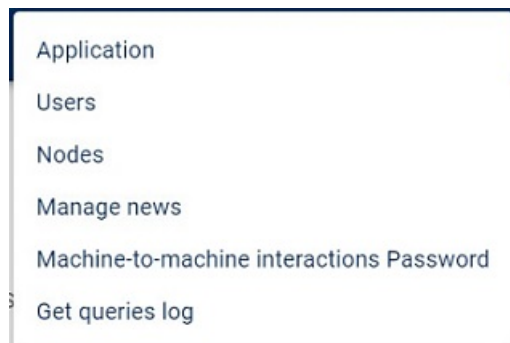 Application
Users
Nodes
Manage news
Machine-to-machine interactions Password
Get queries log